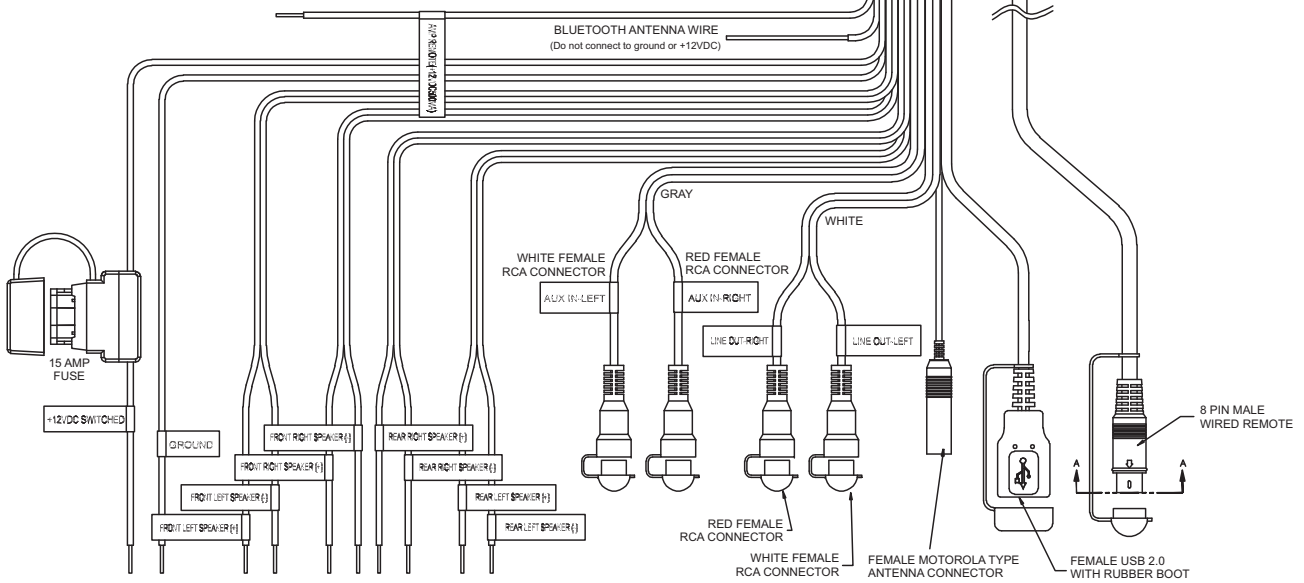 BLUETOOTH ANTENNA WIRE
(Do not connect to ground or +12VDC)
GRAY
WHITE
WHITE FEMALE
RCA CONNECTOR
RED FEMALE
RCA CONNECTOR
AUX IN-LEFT
AUX IN-RIGHT
LINE OUT-RIGHT
LINE OUT-LEFT
15 AMP
FUSE
+12VDC SWITCHED
GROUND
FRONT RIGHT SPEAKER (-)
REAR RIGHT SPEAKER (+)
FRONT RIGHT SPEAKER (+)
REAR RIGHT SPEAKER (-)
FRONT LEFT SPEAKER (-)
REAR LEFT SPEAKER (+)
FRONT LEFT SPEAKER (+)
REAR LEFT SPEAKER (-)
8 PIN MALE
WIRED REMOTE
A
A
RED FEMALE
RCA CONNECTOR
WHITE FEMALE
RCA CONNECTOR
FEMALE MOTOROLA TYPE
ANTENNA CONNECTOR
FEMALE USB 2.0
WITH RUBBER BOOT